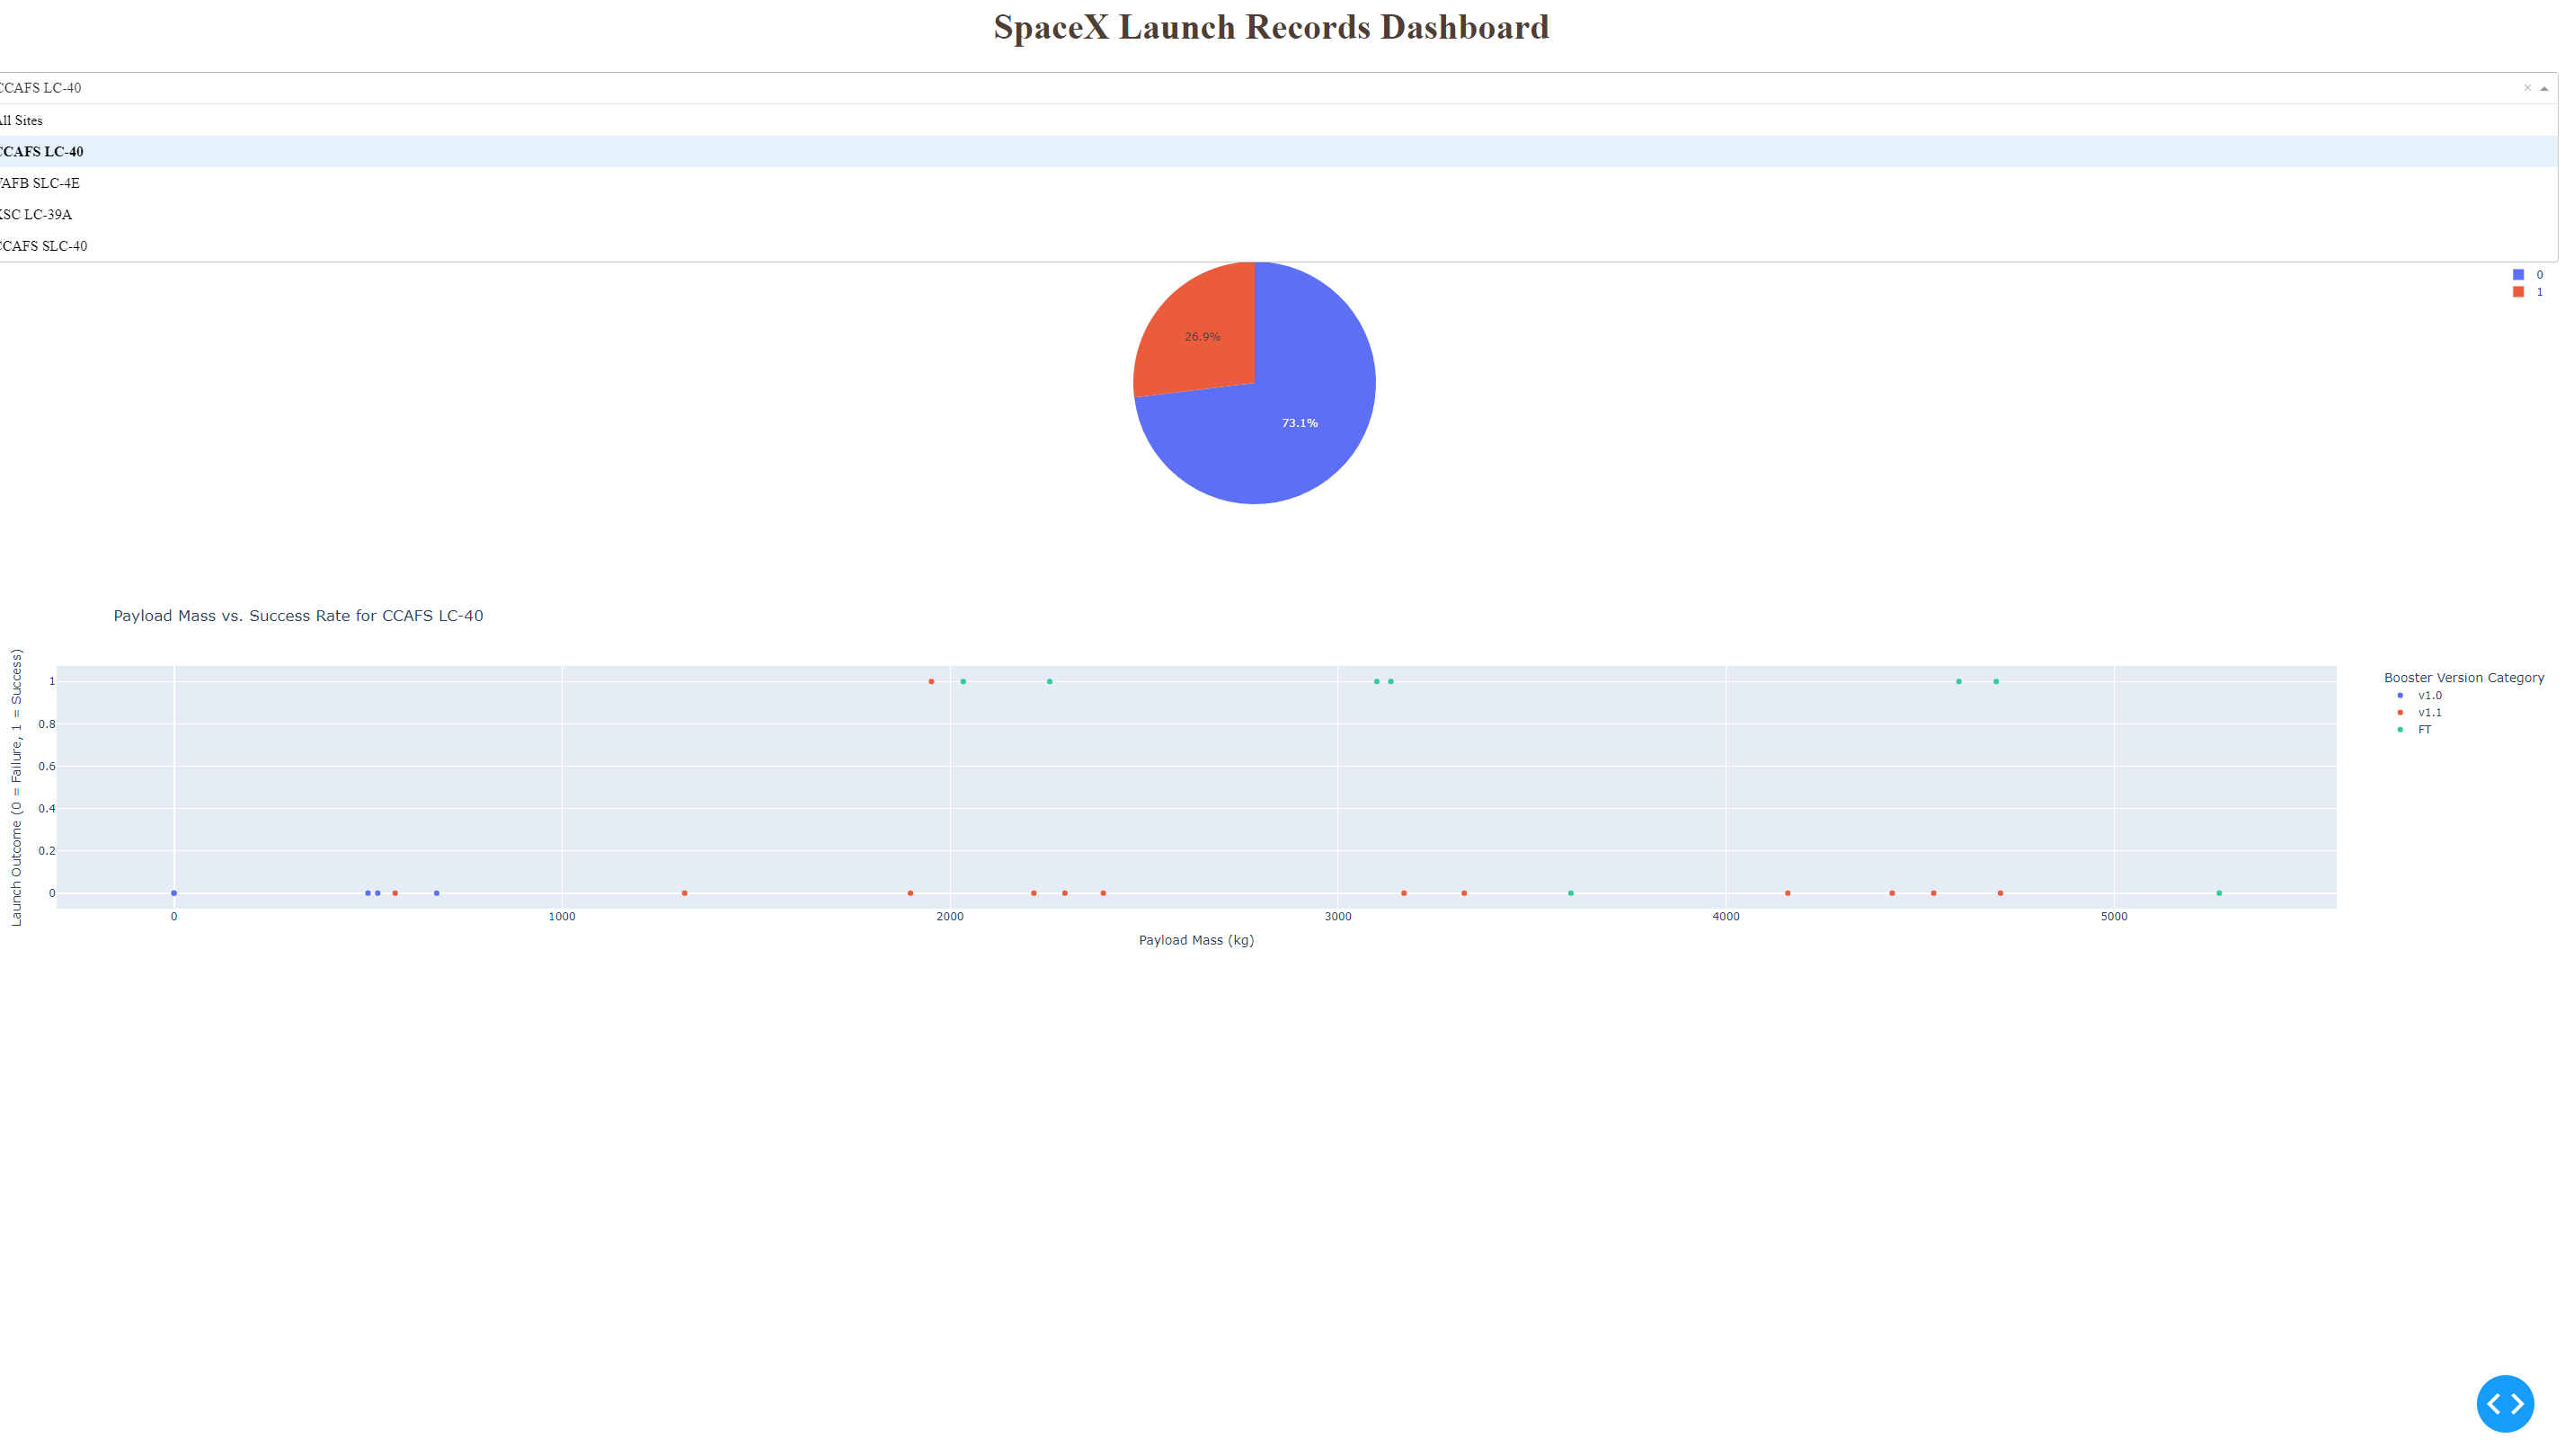 SpaceX Launch Records Dashboard
CCAFS LC-40
× 
All Sites
CCAFS LC-40
VAFB SLC-4E
KSC LC-39A
CCAFS SLC-40
0
1
26.9%
73.1%
Payload Mass vs. Success Rate for CCAFS LC-40
Launch Outcome (0 = Failure, 1 = Success)
1
0.8
0.6
0.4
0.2
0
0 1000 2000 3000 4000 5000
Payload Mass (kg)
Booster Version Category
v1.0
v1.1
FT